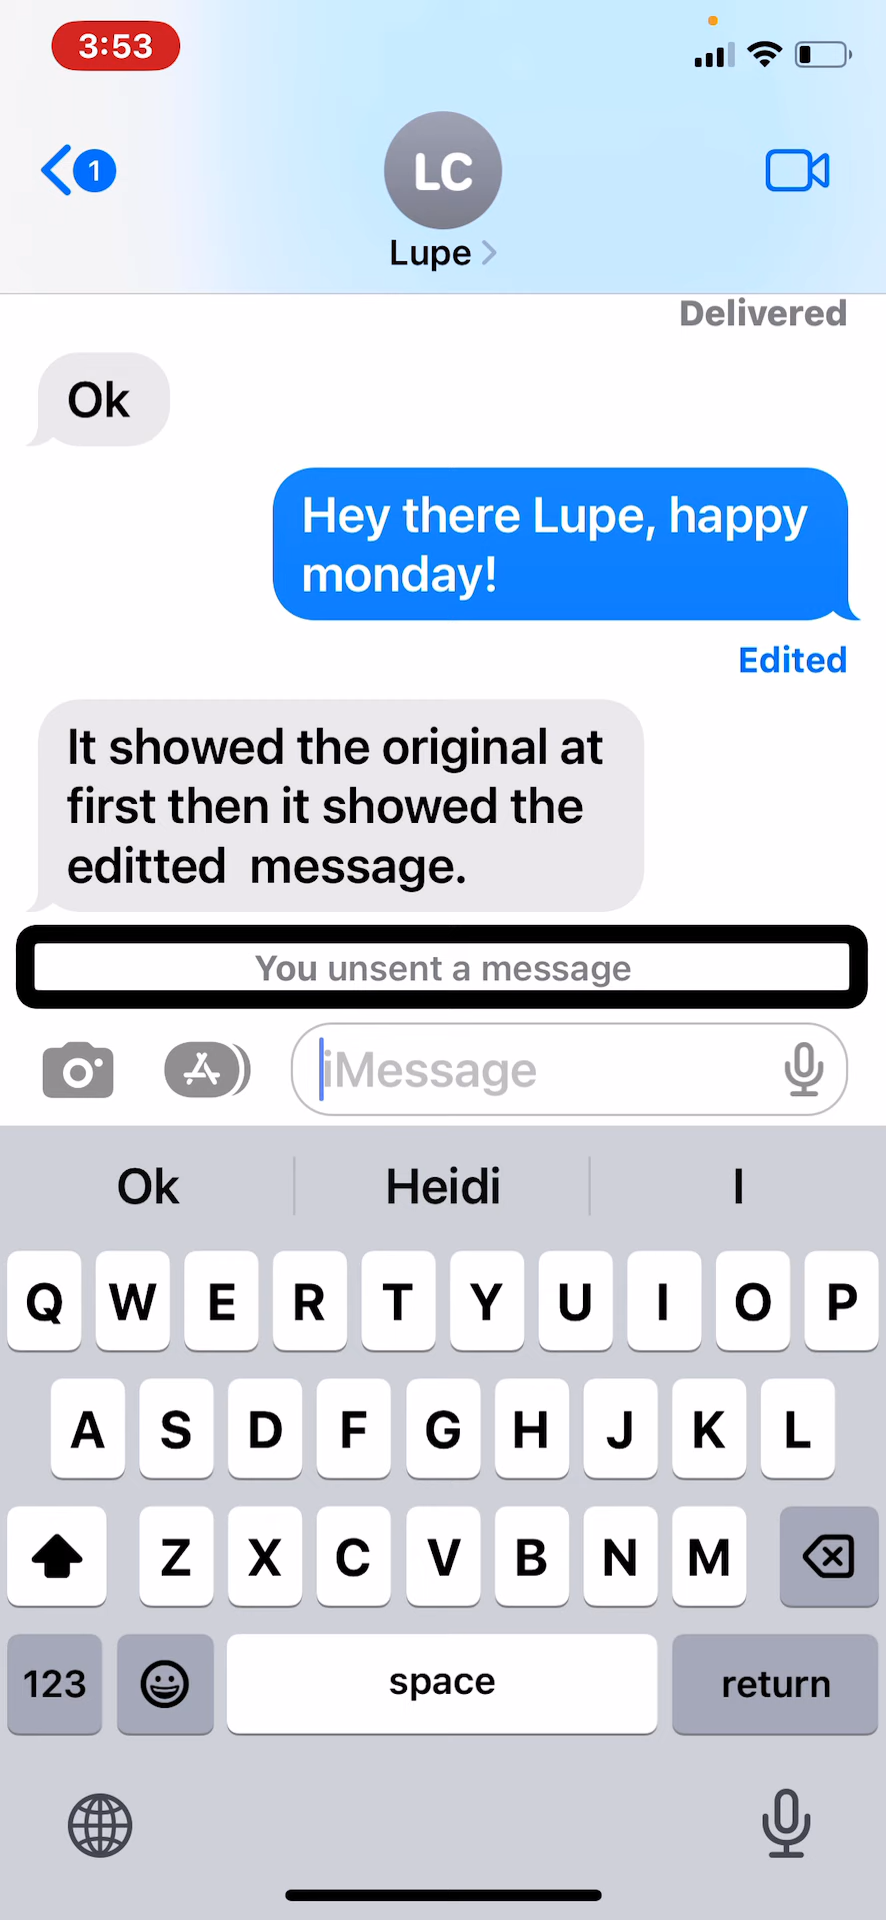 3:53
1
LC
Lupe
Delivered
Ok
Hey there Lupe, happy
monday!
Edited
It showed the original at
first then it showed the
editted  message.
You unsent a message
iMessage
Ok Heidi I
Q W E R T Y U I O P
A S D F G H J K L
Z X C V B N M
123 space return